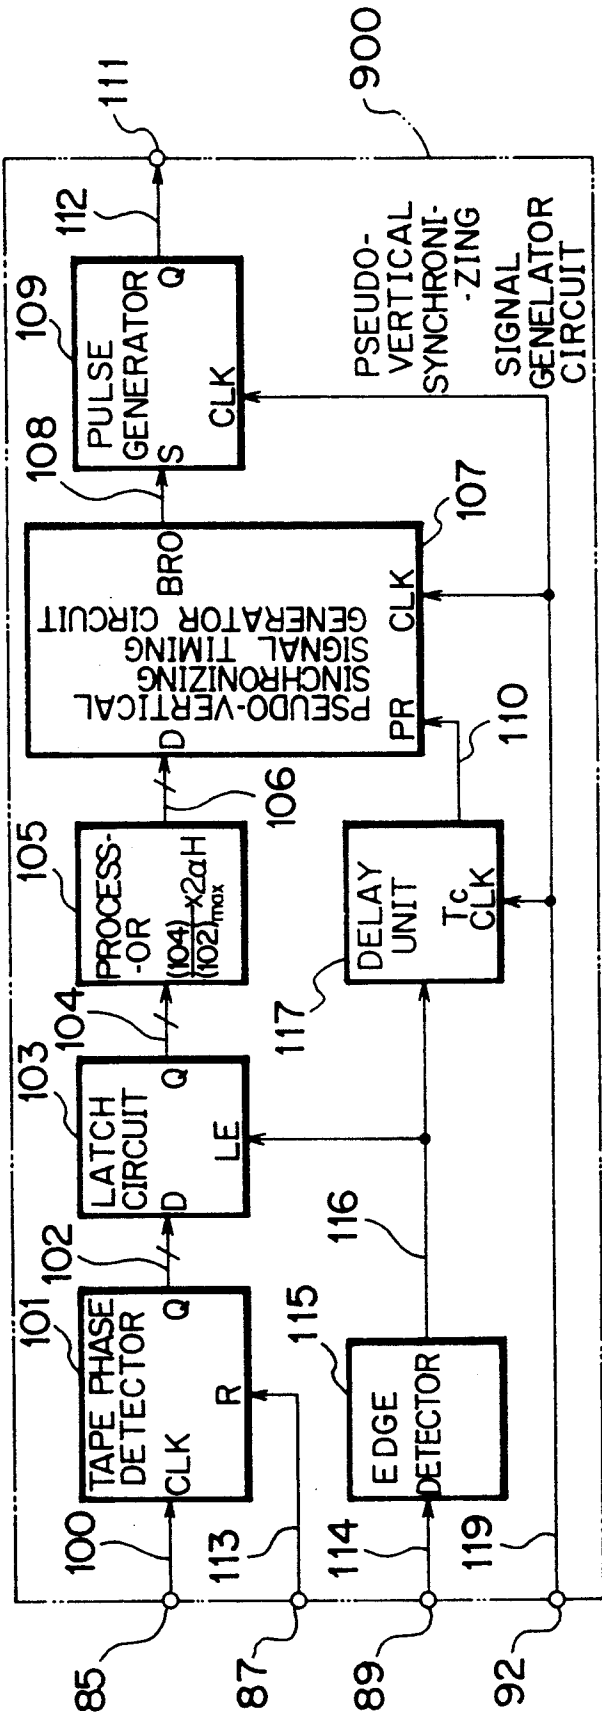 85
87
89
92
100
113
114
119
101
TAPE PHASE
DETECTOR
CLK
Q
R
102
115
EDGE
DETECTOR
116
103
LATCH
CIRCUIT
D
Q
LE
104
117
DELAY
UNIT
Tc
CLK
105
PROCESS-
-OR
(104)
(102)max
x2αH
106
110
107
PSEUDO-VERTICAL
SINCHRONIZING
SIGNAL TIMING
GENERATOR CIRCUIT
D
BRO
PR
CLK
108
109
PULSE
GENERATOR
S
Q
CLK
112
111
900
PSEUDO-
VERTICAL
SYNCHRONI-
-ZING
SIGNAL
GENELATOR
CIRCUIT